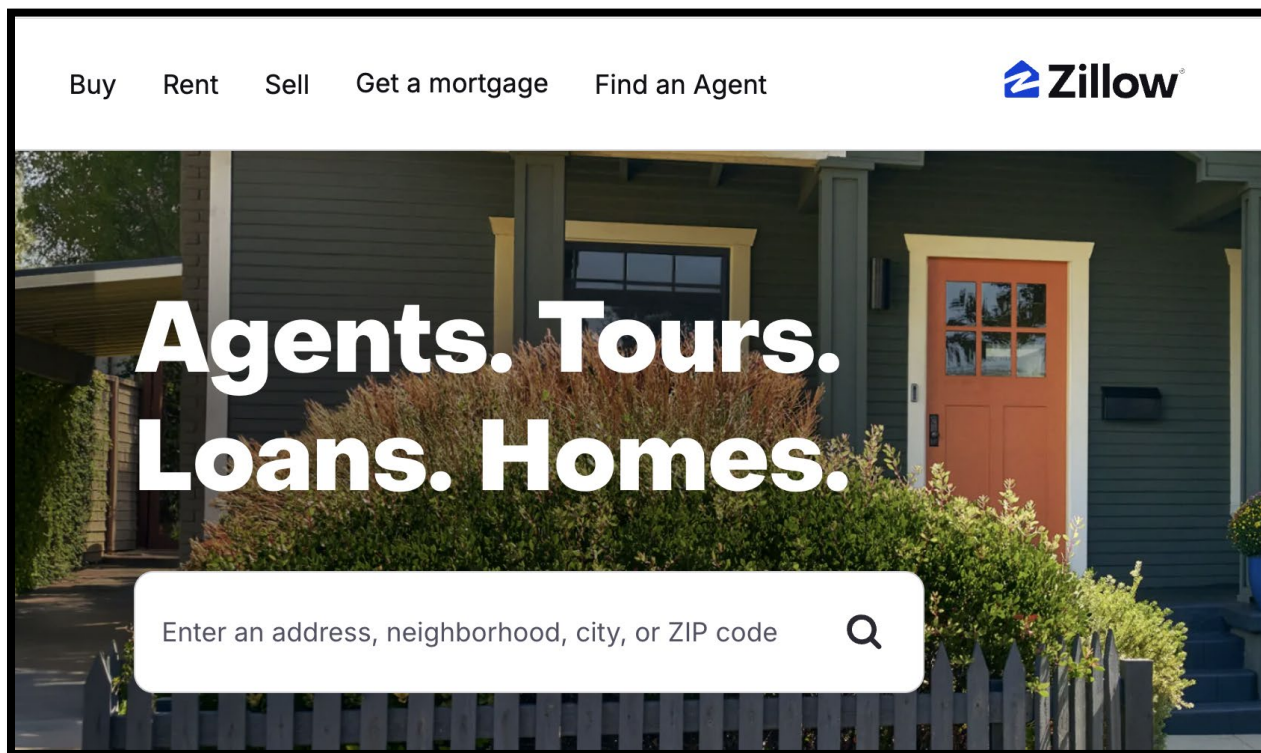 Buy Rent Sell Get a mortgage Find an Agent Zillow®
Agents. Tours.
Loans. Homes.
Enter an address, neighborhood, city, or ZIP code